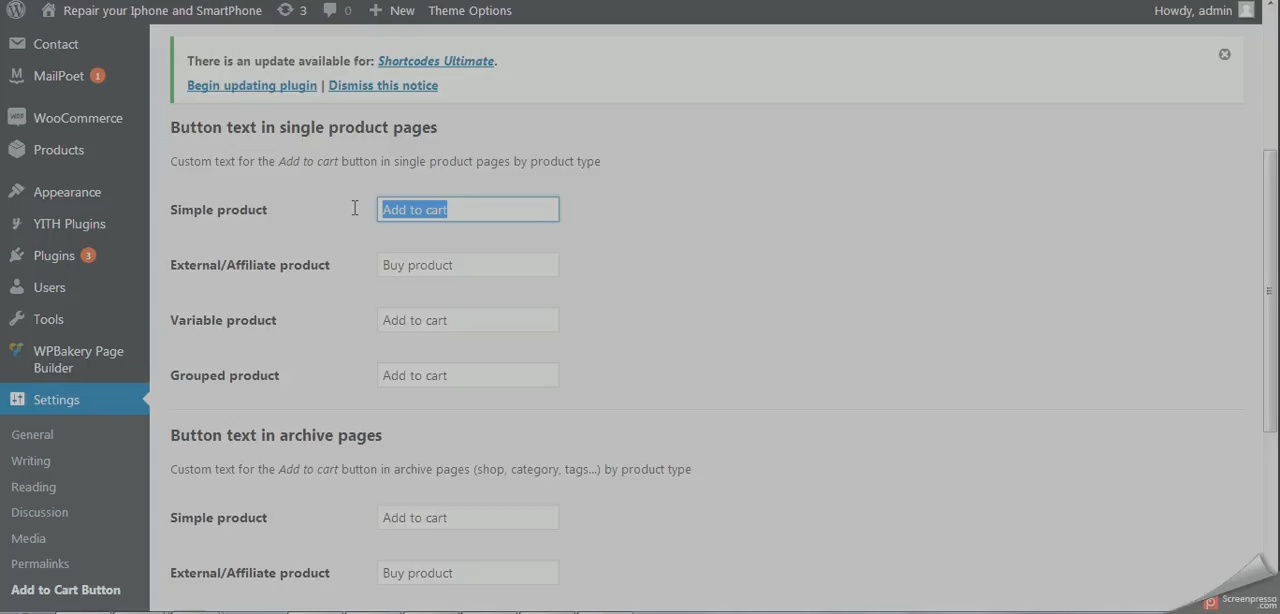 Repair your Iphone and SmartPhone 3 0 New Theme Options Howdy, admin
Contact
MailPoet 1
WooCommerce
Products
Appearance
YITH Plugins
Plugins 3
Users
Tools
WPBakery Page
Builder
Settings
General
Writing
Reading
Discussion
Media
Permalinks
Add to Cart Button
There is an update available for: Shortcodes Ultimate.
Begin updating plugin | Dismiss this notice
Button text in single product pages
Custom text for the Add to cart button in single product pages by product type
Simple product Add to cart
External/Affiliate product Buy product
Variable product Add to cart
Grouped product Add to cart
Button text in archive pages
Custom text for the Add to cart button in archive pages (shop, category, tags...) by product type
Simple product Add to cart
External/Affiliate product Buy product
Screenpresso
.com